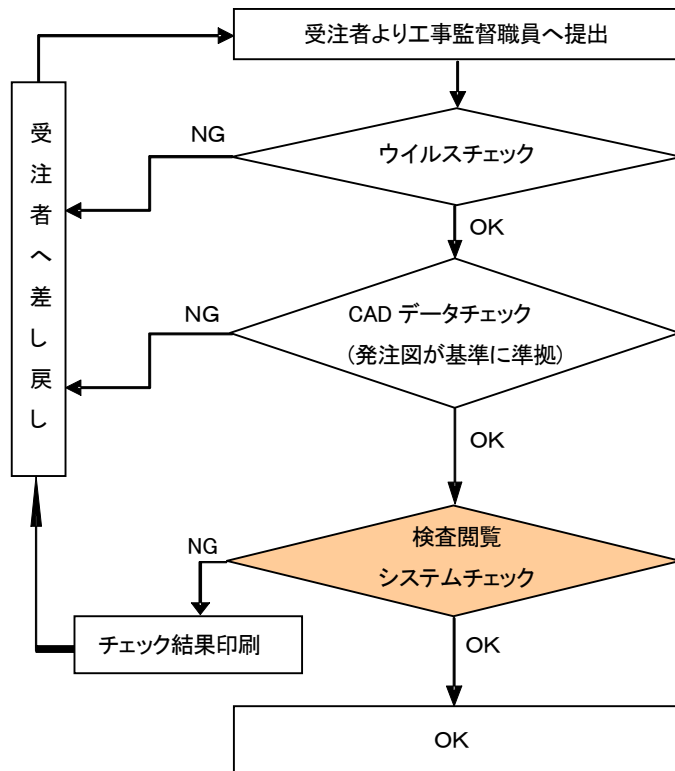 受注者より工事監督職員へ提出
受注者へ差し戻し
NG
ウイルスチェック
OK
NG
CAD データチェック
(発注図が基準に準拠)
OK
NG
検査閲覧
システムチェック
チェック結果印刷
OK
OK